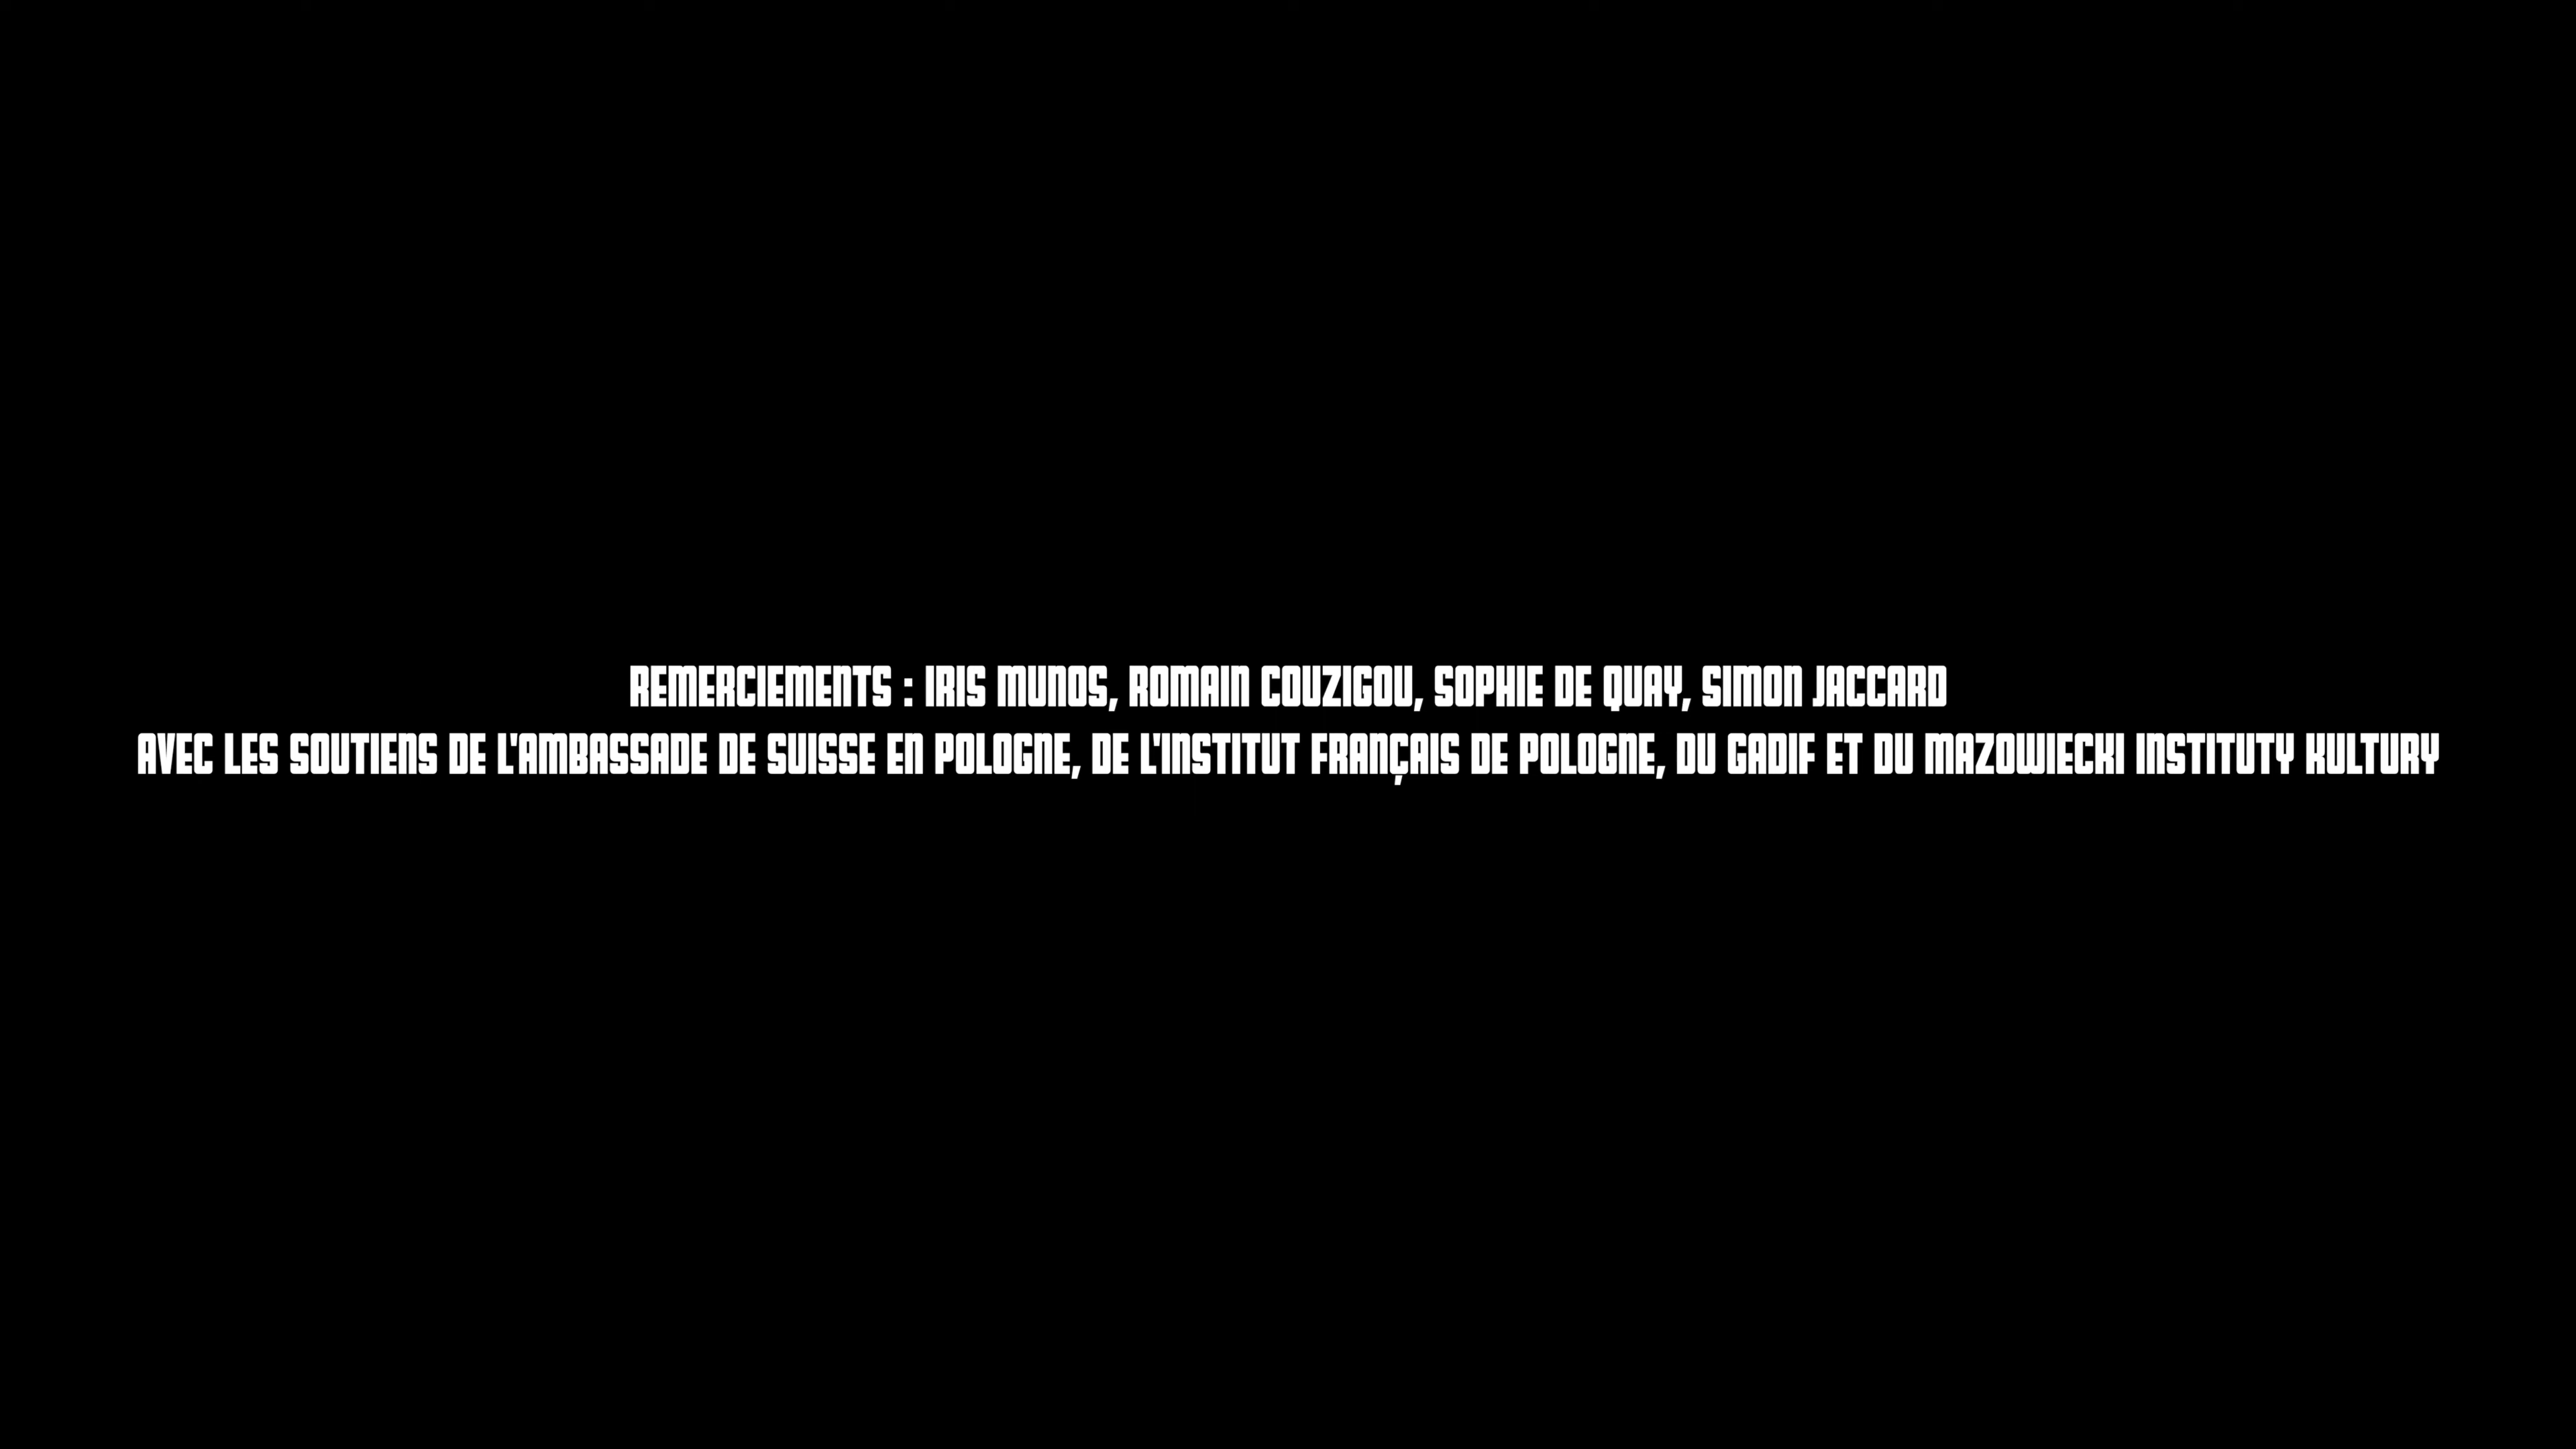 REMERCIEMENTS : IRIS MUNOS, ROMAIN COUZIGOU, SOPHIE DE QUAY, SIMON JACCARD
AVEC LES SOUTIENS DE L'AMBASSADE DE SUISSE EN POLOGNE, DE L'INSTITUT FRANÇAIS DE POLOGNE, DU GADIF ET DU MAZOWIECKI INSTITUTY KULTURY